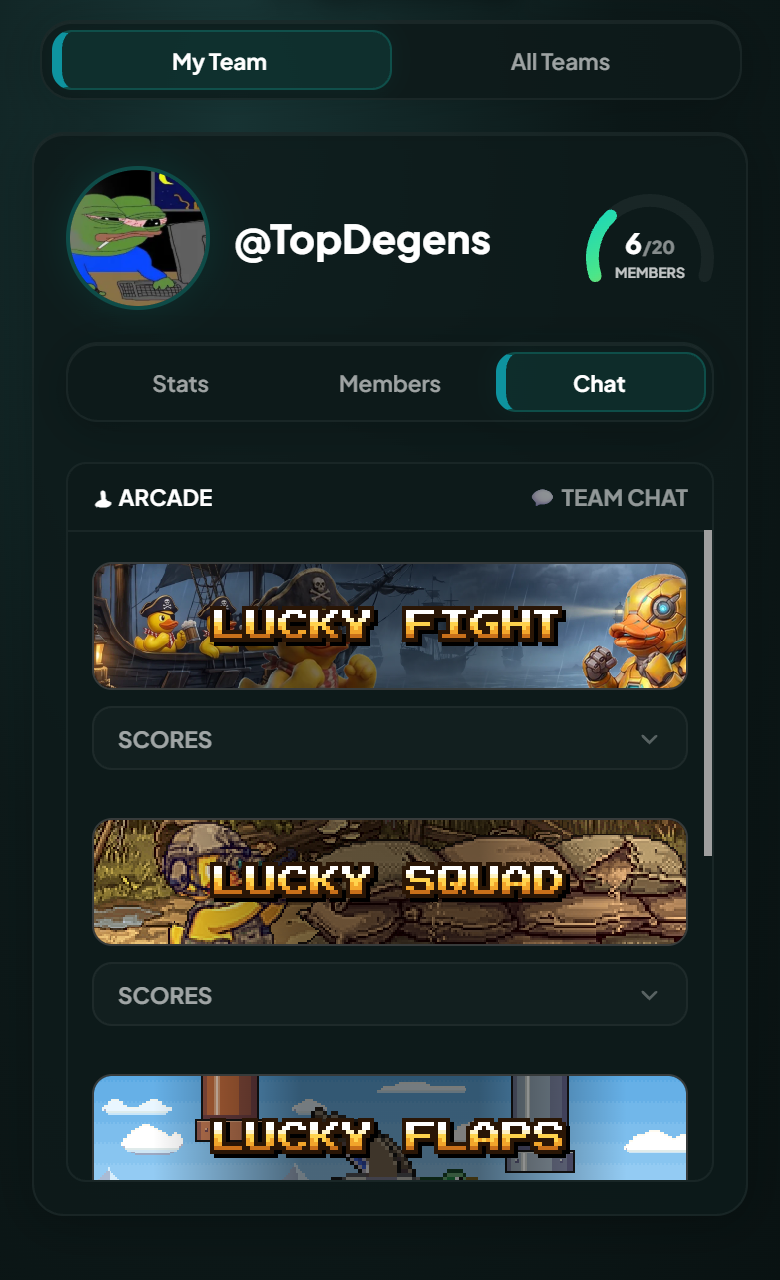 My Team All Teams
@TopDegens
6/20
MEMBERS
Stats Members Chat
ARCADE TEAM CHAT
LUCKY FIGHT
SCORES
LUCKY SQUAD
SCORES
LUCKY FLAPS